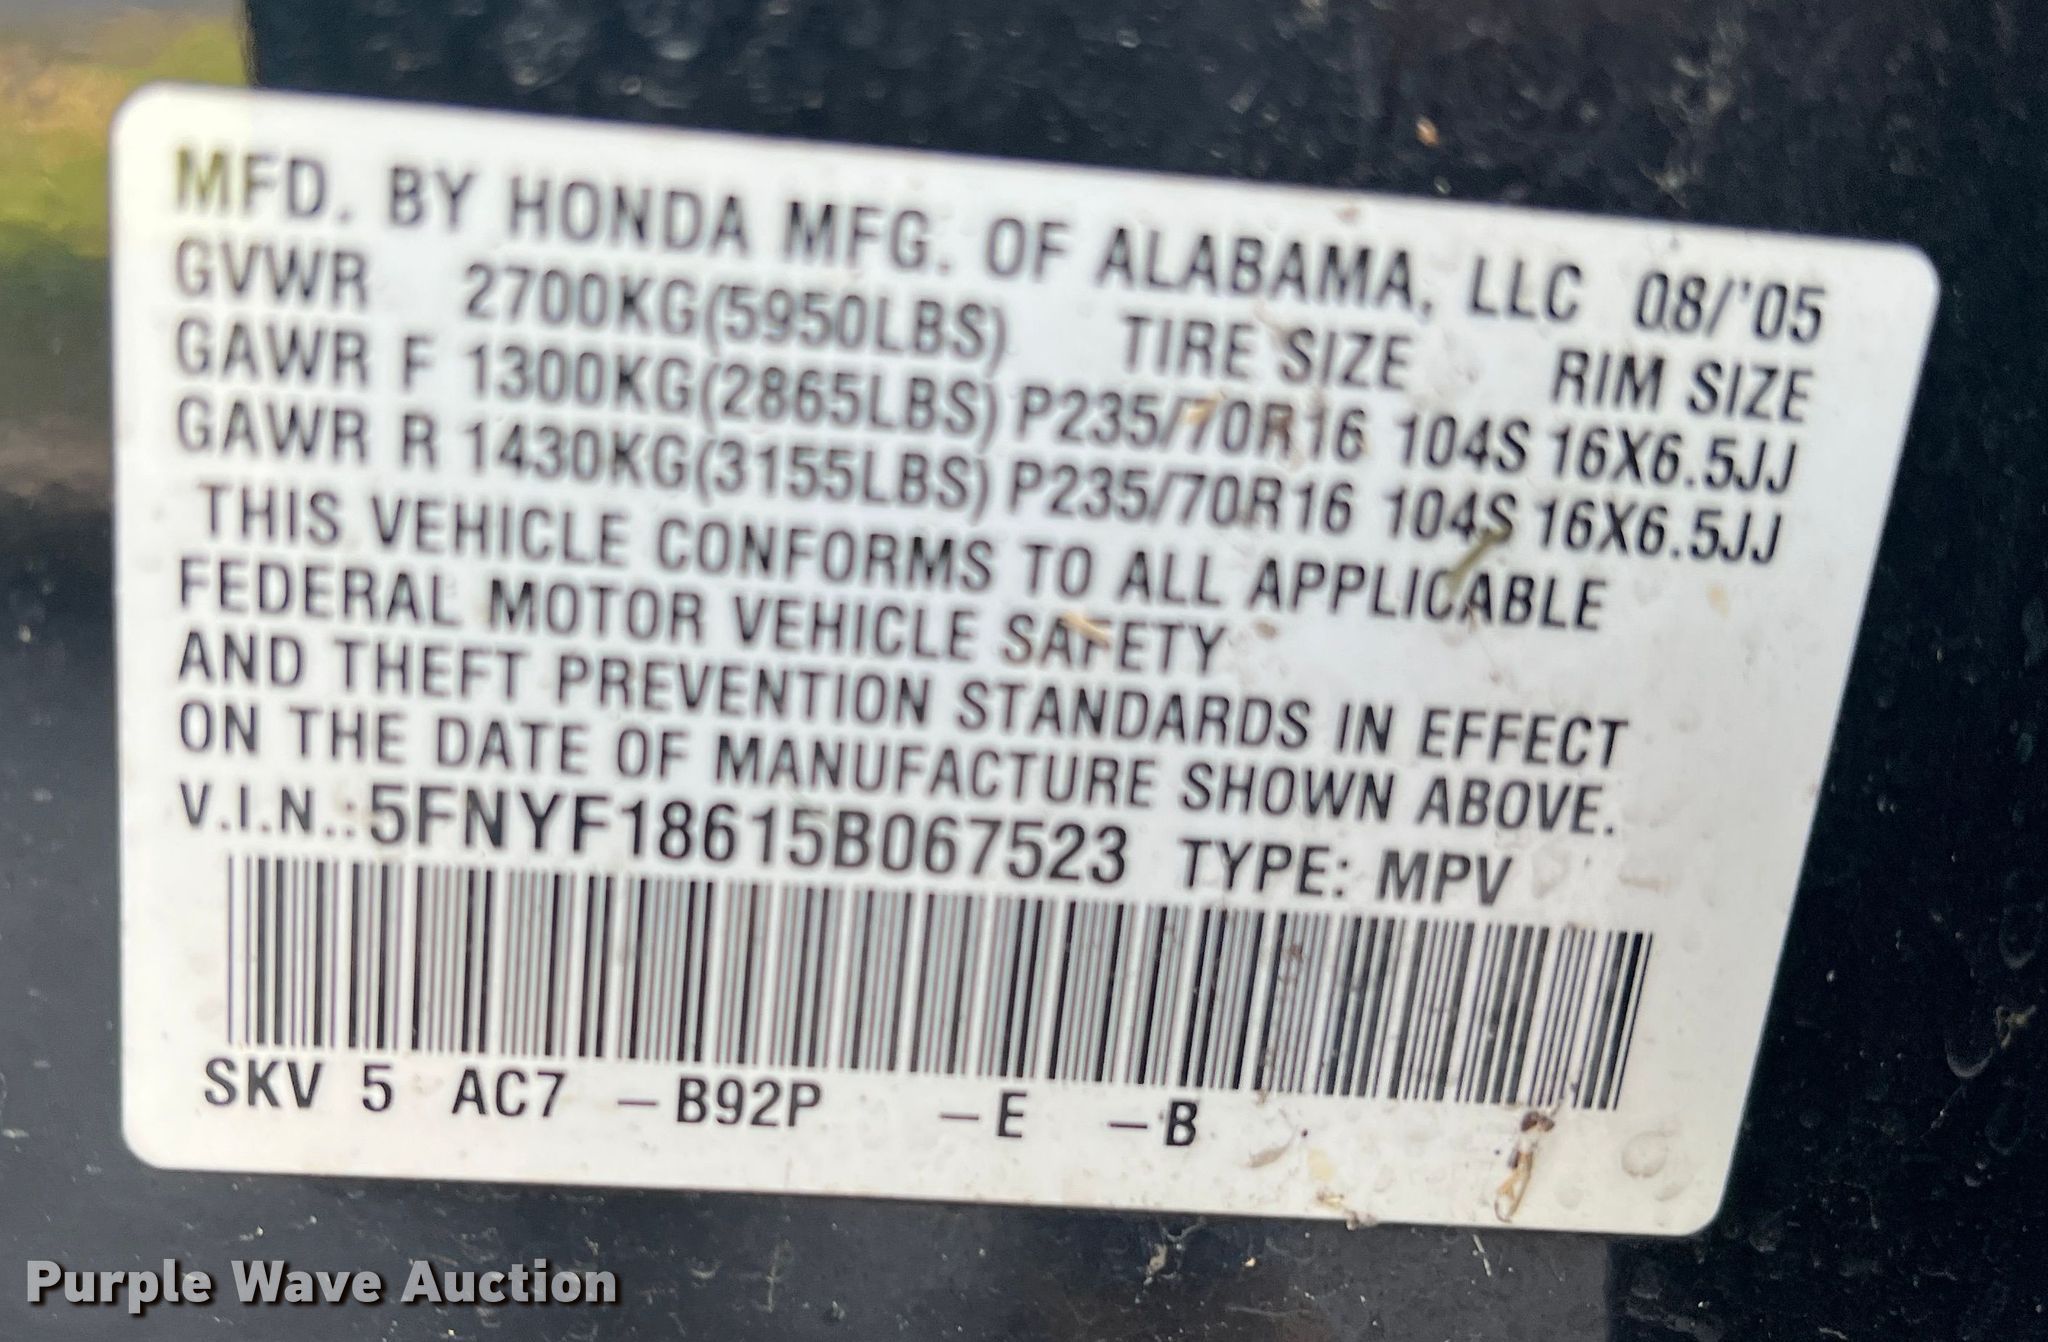 MFD. BY HONDA MFG. OF ALABAMA, LLC 08/'05
GVWR 2700KG(5950LBS) TIRE SIZE RIM SIZE
GAWR F 1300KG(2865LBS) P235/70R16 104S 16X6.5JJ
GAWR R 1430KG(3155LBS) P235/70R16 104S 16X6.5JJ
THIS VEHICLE CONFORMS TO ALL APPLICABLE
FEDERAL MOTOR VEHICLE SAFETY
AND THEFT PREVENTION STANDARDS IN EFFECT
ON THE DATE OF MANUFACTURE SHOWN ABOVE.
V.I.N.:5FNYF18615B067523 TYPE: MPV
SKV 5 AC7 –B92P –E –B
Purple Wave Auction